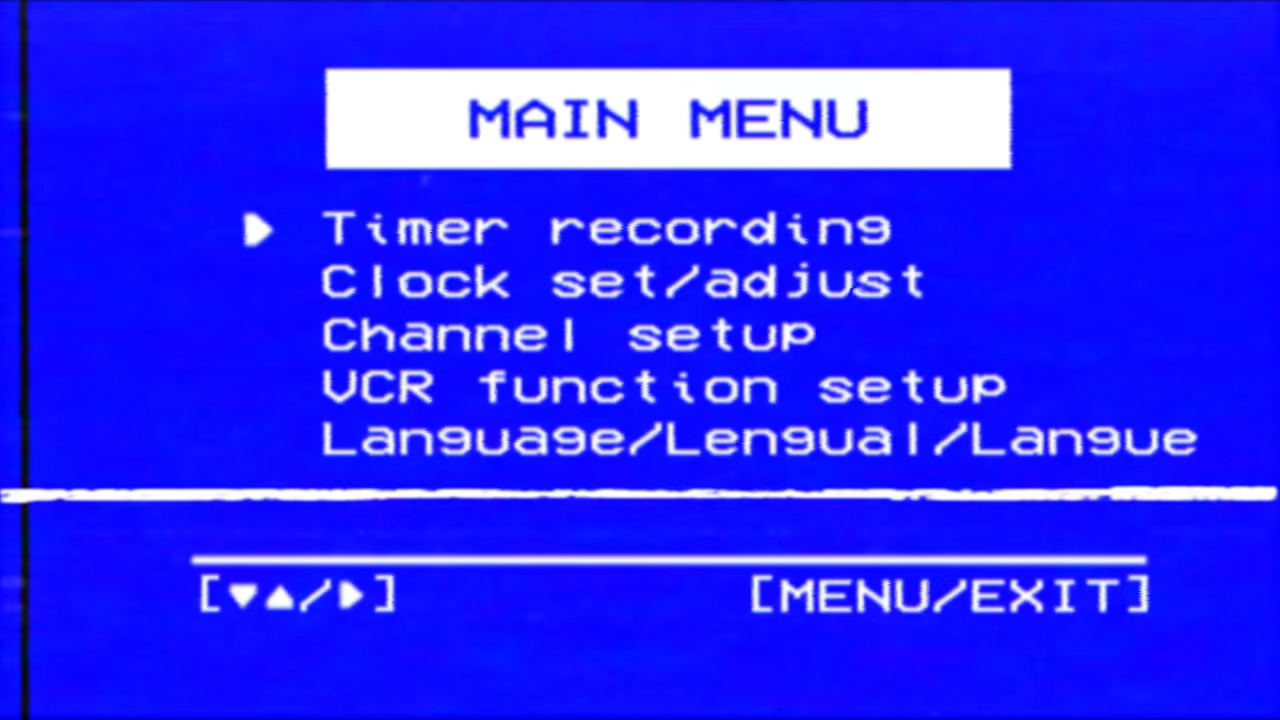 MAIN MENU
▶ Timer recording
Clock set/adjust
Channel setup
VCR function setup
Language/Lengual/Langue
[▼▲/▶] [MENU/EXIT]